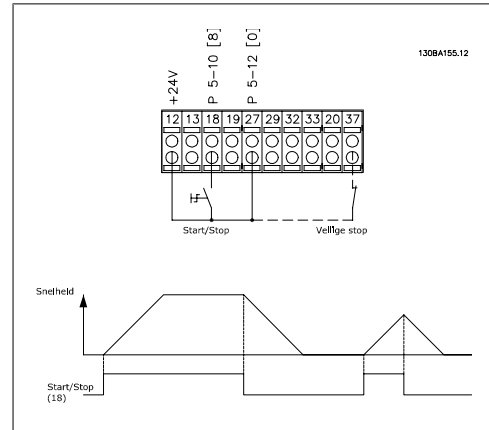 130BA155.12
+24V
P 5-10 [8]
P 5-12 [0]
12 13 18 19 27 29 32 33 20 37
Start/Stop
Veilige stop
Snelheid
Start/Stop
(18)